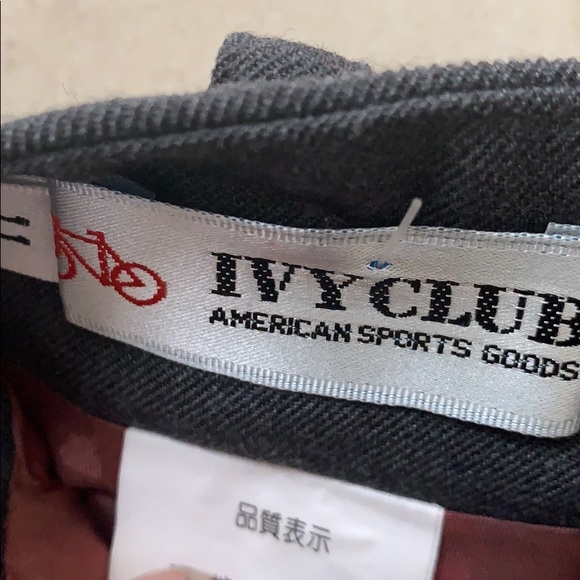 IVYCLUB
AMERICAN SPORTS GOODS
品質表示